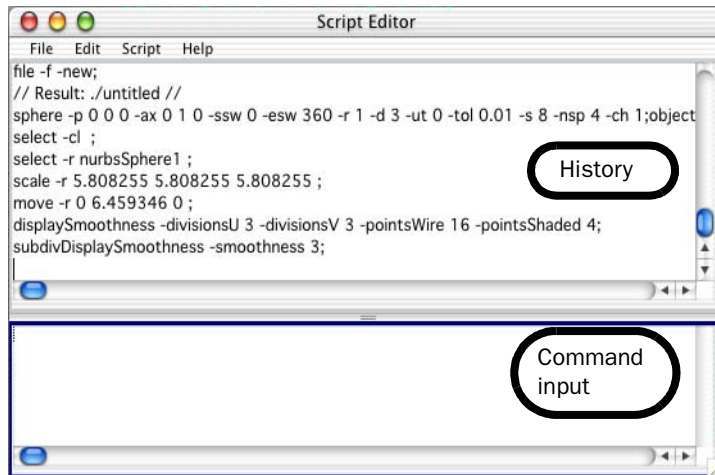 Script Editor
File Edit Script Help
file -f -new;
// Result: ./untitled //
sphere -p 0 0 0 -ax 0 1 0 -ssw 0 -esw 360 -r 1 -d 3 -ut 0 -tol 0.01 -s 8 -nsp 4 -ch 1;object
select -cl ;
select -r nurbsSphere1 ;
scale -r 5.808255 5.808255 5.808255 ;
move -r 0 6.459346 0 ;
displaySmoothness -divisionsU 3 -divisionsV 3 -pointsWire 16 -pointsShaded 4;
subdivDisplaySmoothness -smoothness 3;
History
Command
input